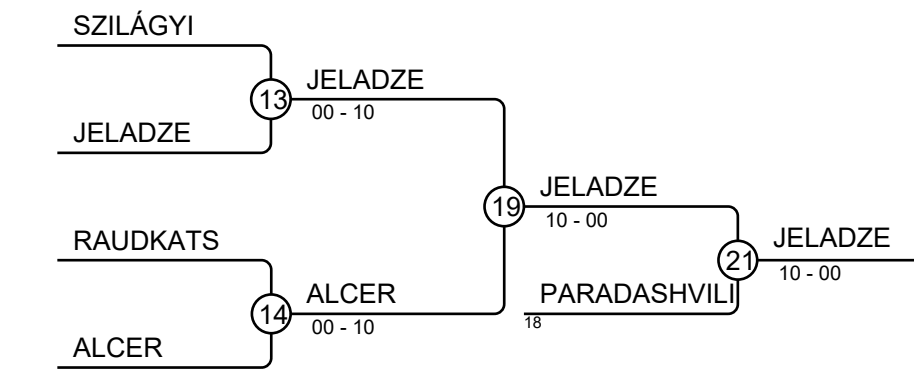 SZILÁGYI
13
JELADZE
00 - 10
JELADZE
19
JELADZE
10 - 00
RAUDKATS
21
JELADZE
10 - 00
14
ALCER
00 - 10
PARADASHVILI
18
ALCER